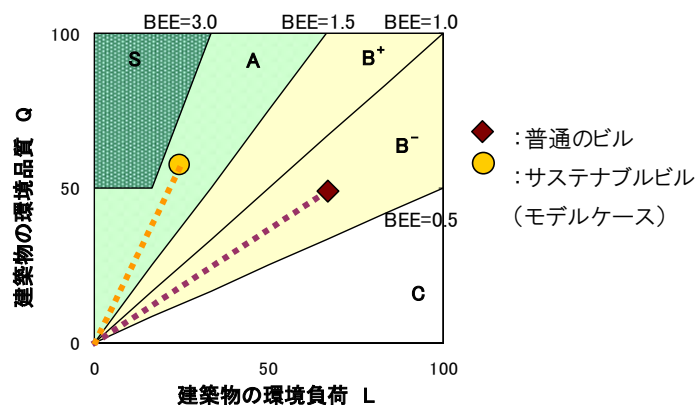 BEE=3.0 BEE=1.5 BEE=1.0
100
S A B+
B-
◆ :普通のビル
● :サステナブルビル
(モデルケース)
建築物の環境品質 Q
50
BEE=0.5
C
0
0 50 100
建築物の環境負荷 L